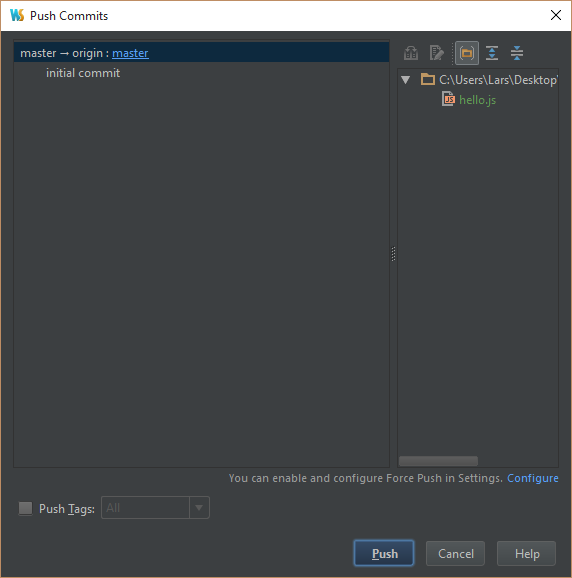 Push Commits
master → origin : master
initial commit
C:\Users\Lars\Desktop\
hello.js
You can enable and configure Force Push in Settings. Configure
Push Tags: All
Push Cancel Help